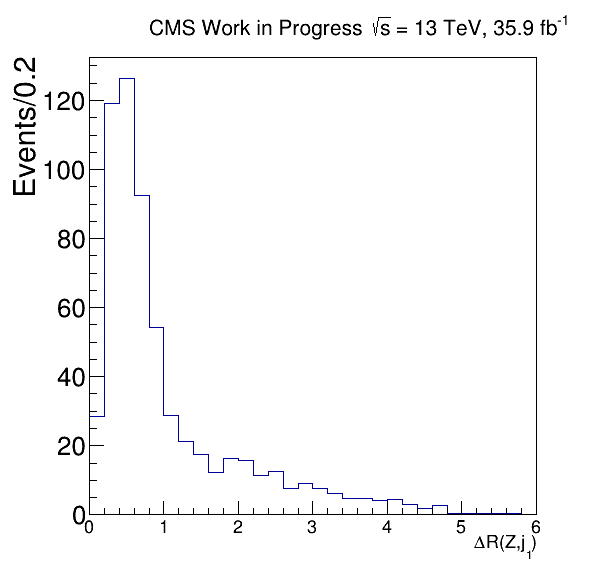 CMS Work in Progress √s = 13 TeV, 35.9 fb⁻¹
Events/0.2
120
100
80
60
40
20
0
0 1 2 3 4 5 6
ΔR(Z,j₁)